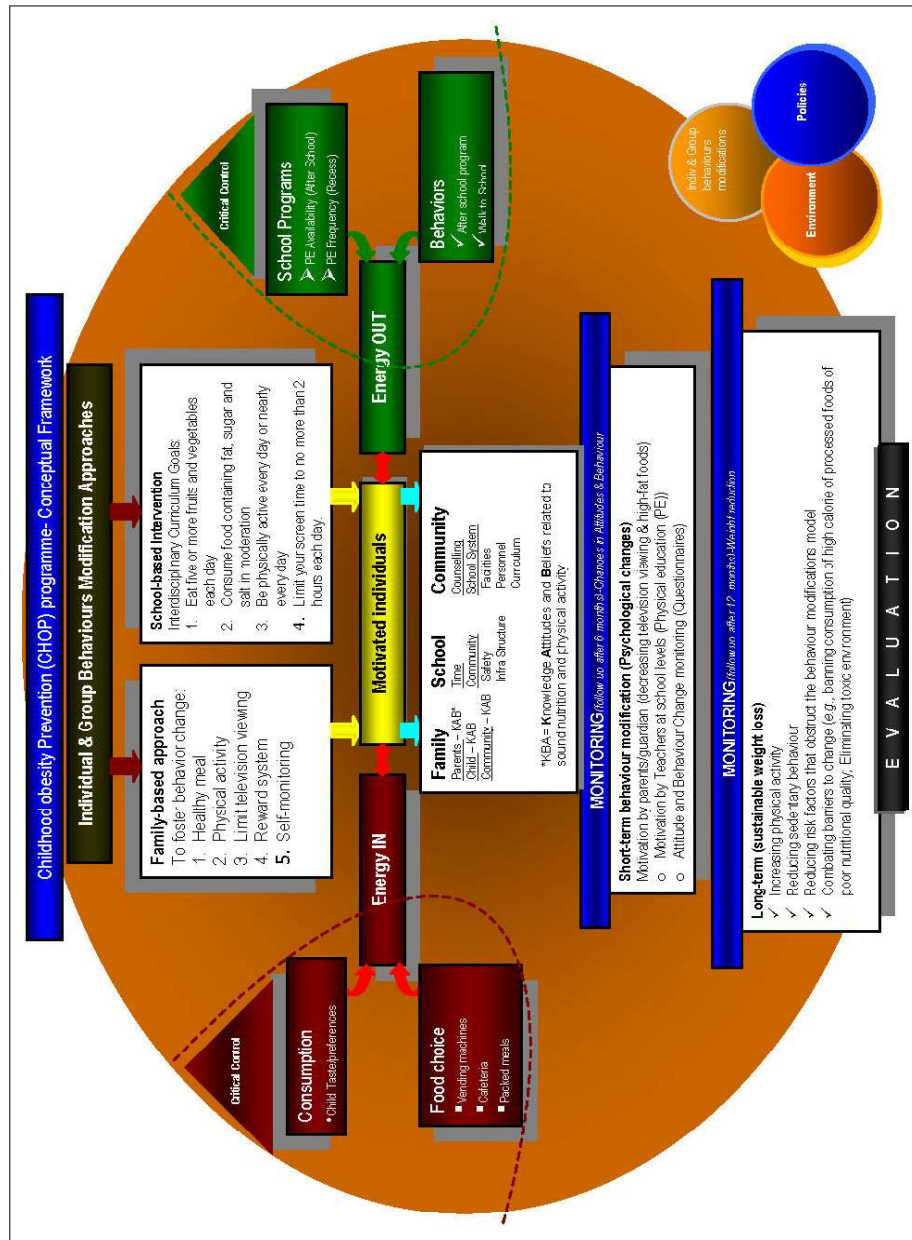 Childhood obesity Prevention (CHOP) programme- Conceptual Framework
Individual & Group Behaviours Modification Approaches
Family-based approach
To foster behavior change:
1. Healthy meal
2. Physical activity
3. Limit television viewing
4. Reward system
5. Self-monitoring
School-based Intervention
Interdisciplinary Curriculum Goals:
1. Eat five or more fruits and vegetables
each day
2. Consume food containing fat, sugar and
salt in moderation
3. Be physically active every day or nearly
every day
4. Limit your screen time to no more than 2
hours each day.
Critical Control
Consumption
• Child Taste/preferences
Food choice
■ Vending machines
■ Cafeteria
■ Packed meals
Energy IN
Motivated individuals
Energy OUT
Critical Control
School Programs
➢ PE Availability (After School)
➢ PE Frequency (Recess)
Behaviors
✓ After school program
✓ Walk to School
Family
Parents – KAB*
Child – KAB
Community – KAB
School
Time
Community
Safety
Infra Structure
Community
Counselling
School System
Facilities
Personnel
Curriculum
*KBA = Knowledge Attitudes and Beliefs related to
sound nutrition and physical activity
MONITORING (follow up after 6 months)-Changes in Attitudes & Behaviour
Short-term behaviour modification (Psychological changes)
Motivation by parents/guardian (decreasing television viewing & high-fat foods)
o Motivation by Teachers at school levels (Physical education (PE))
o Attitude and Behaviour Change monitoring (Questionnaires)
MONITORING (follow up after 12 months)-Weight reduction
Long-term (sustainable weight loss)
✓ Increasing physical activity
✓ Reducing sedentary behaviour
✓ Reducing risk factors that obstruct the behaviour modifications model
✓ Combating barriers to change (e.g., banning consumption of high calorie of processed foods of
poor nutritional quality; Eliminating toxic environment)
EVALUATION
Indiv & Group
behaviours
modifications
Environment
Policies